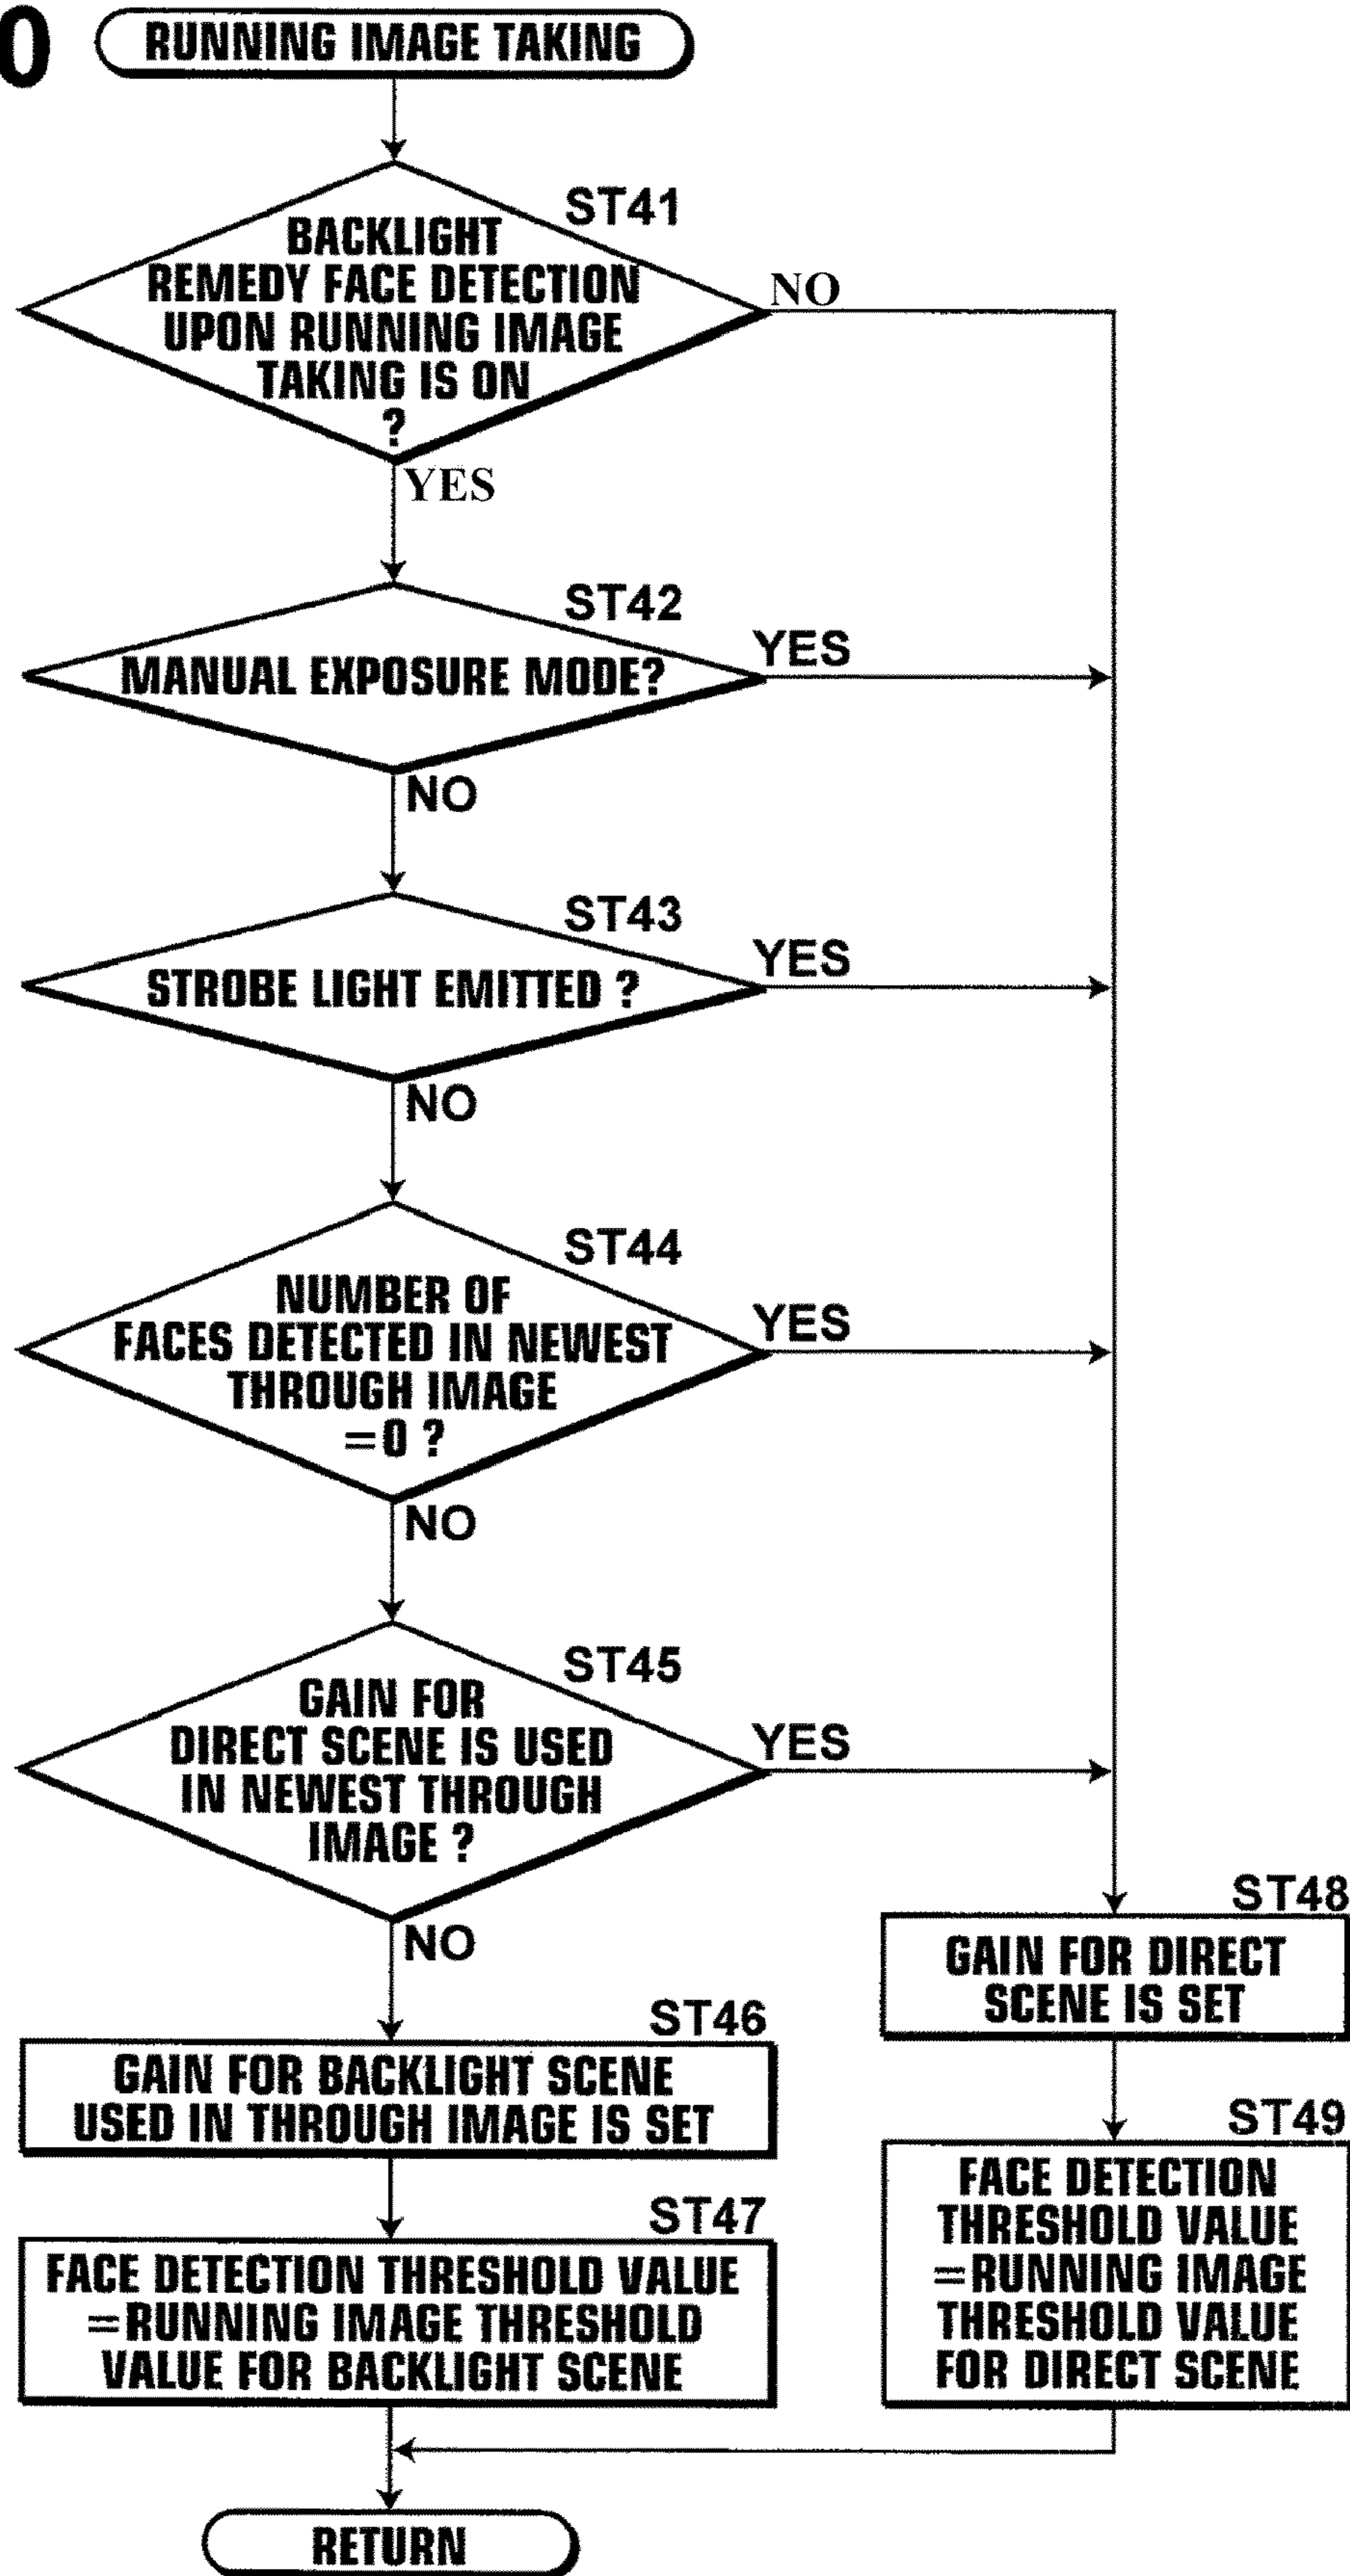 0
RUNNING IMAGE TAKING
ST41
BACKLIGHT
REMEDY FACE DETECTION
UPON RUNNING IMAGE
TAKING IS ON
?
NO
YES
ST42
MANUAL EXPOSURE MODE?
YES
NO
ST43
STROBE LIGHT EMITTED ?
YES
NO
ST44
NUMBER OF
FACES DETECTED IN NEWEST
THROUGH IMAGE
=0 ?
YES
NO
ST45
GAIN FOR
DIRECT SCENE IS USED
IN NEWEST THROUGH
IMAGE ?
YES
NO
ST46
GAIN FOR BACKLIGHT SCENE
USED IN THROUGH IMAGE IS SET
ST47
FACE DETECTION THRESHOLD VALUE
=RUNNING IMAGE THRESHOLD
VALUE FOR BACKLIGHT SCENE
ST48
GAIN FOR DIRECT
SCENE IS SET
ST49
FACE DETECTION
THRESHOLD VALUE
=RUNNING IMAGE
THRESHOLD VALUE
FOR DIRECT SCENE
RETURN